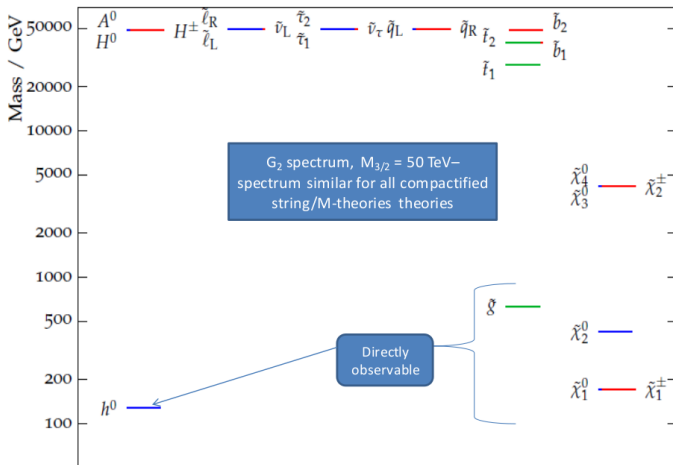 Mass / GeV
50000
20000
10000
5000
2000
1000
500
200
100
A⁰
H⁰
H±
ℓ̃R
ℓ̃L
ν̃L
τ̃2
τ̃1
ν̃τ
q̃L
q̃R
t̃2
t̃1
b̃2
b̃1
G₂ spectrum, M3/2 = 50 TeV–
spectrum similar for all compactified
string/M-theories theories
χ̃⁰4
χ̃⁰3
χ̃±2
g̃
χ̃⁰2
Directly
observable
χ̃⁰1
χ̃±1
h⁰